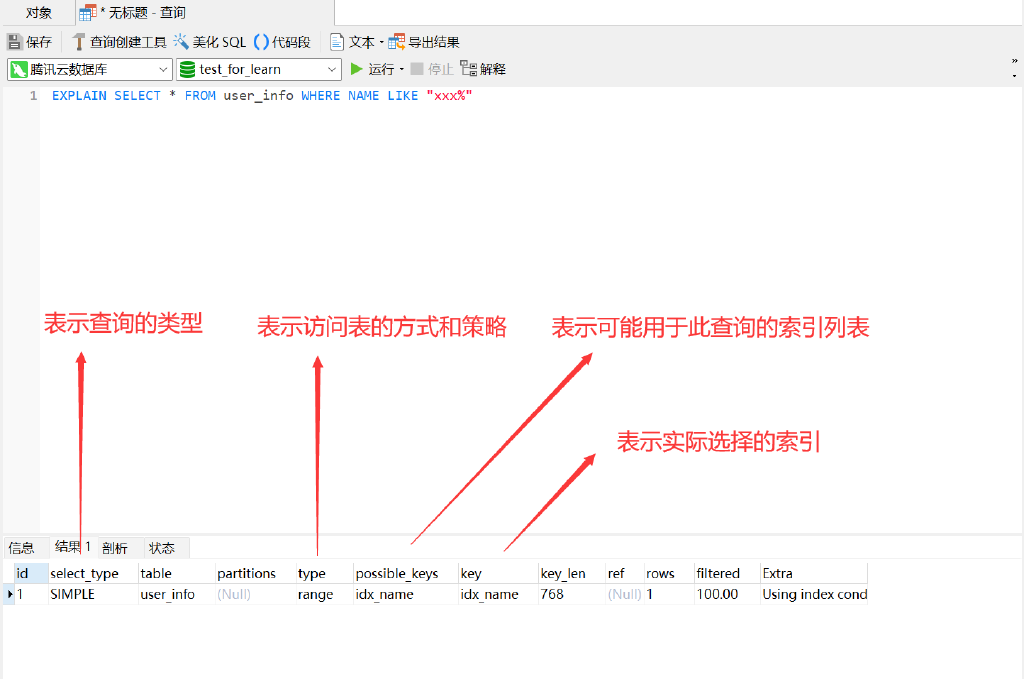 对象 * 无标题 - 查询
保存 查询创建工具 美化 SQL () 代码段 文本 导出结果
腾讯云数据库 test_for_learn 运行 停止 解释 »
1 EXPLAIN SELECT * FROM user_info WHERE NAME LIKE "xxx%"
表示查询的类型 表示访问表的方式和策略 表示可能用于此查询的索引列表
表示实际选择的索引
信息 结果 1 剖析 状态
id select_type table partitions type possible_keys key key_len ref rows filtered Extra
1 SIMPLE user_info (Null) range idx_name idx_name 768 (Null) 1 100.00 Using index cond